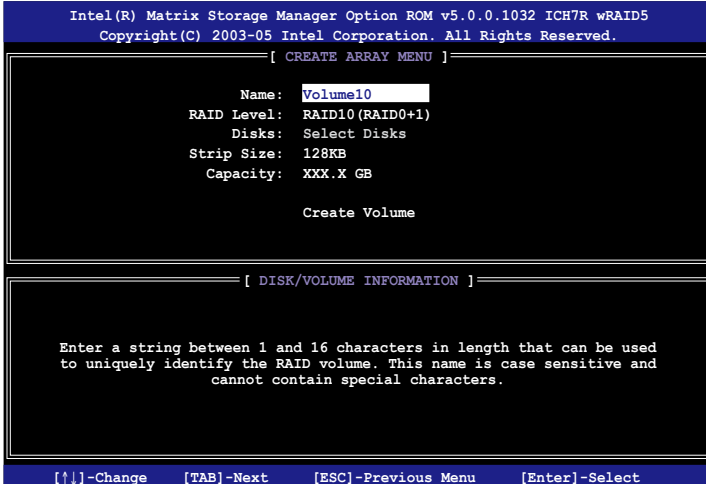 Intel(R) Matrix Storage Manager Option ROM v5.0.0.1032 ICH7R wRAID5
Copyright(C) 2003-05 Intel Corporation. All Rights Reserved.
[ CREATE ARRAY MENU ]
Name: Volume10
RAID Level: RAID10(RAID0+1)
Disks: Select Disks
Strip Size: 128KB
Capacity: XXX.X GB
Create Volume
[ DISK/VOLUME INFORMATION ]
Enter a string between 1 and 16 characters in length that can be used
to uniquely identify the RAID volume. This name is case sensitive and
cannot contain special characters.
[↑↓]-Change [TAB]-Next [ESC]-Previous Menu [Enter]-Select